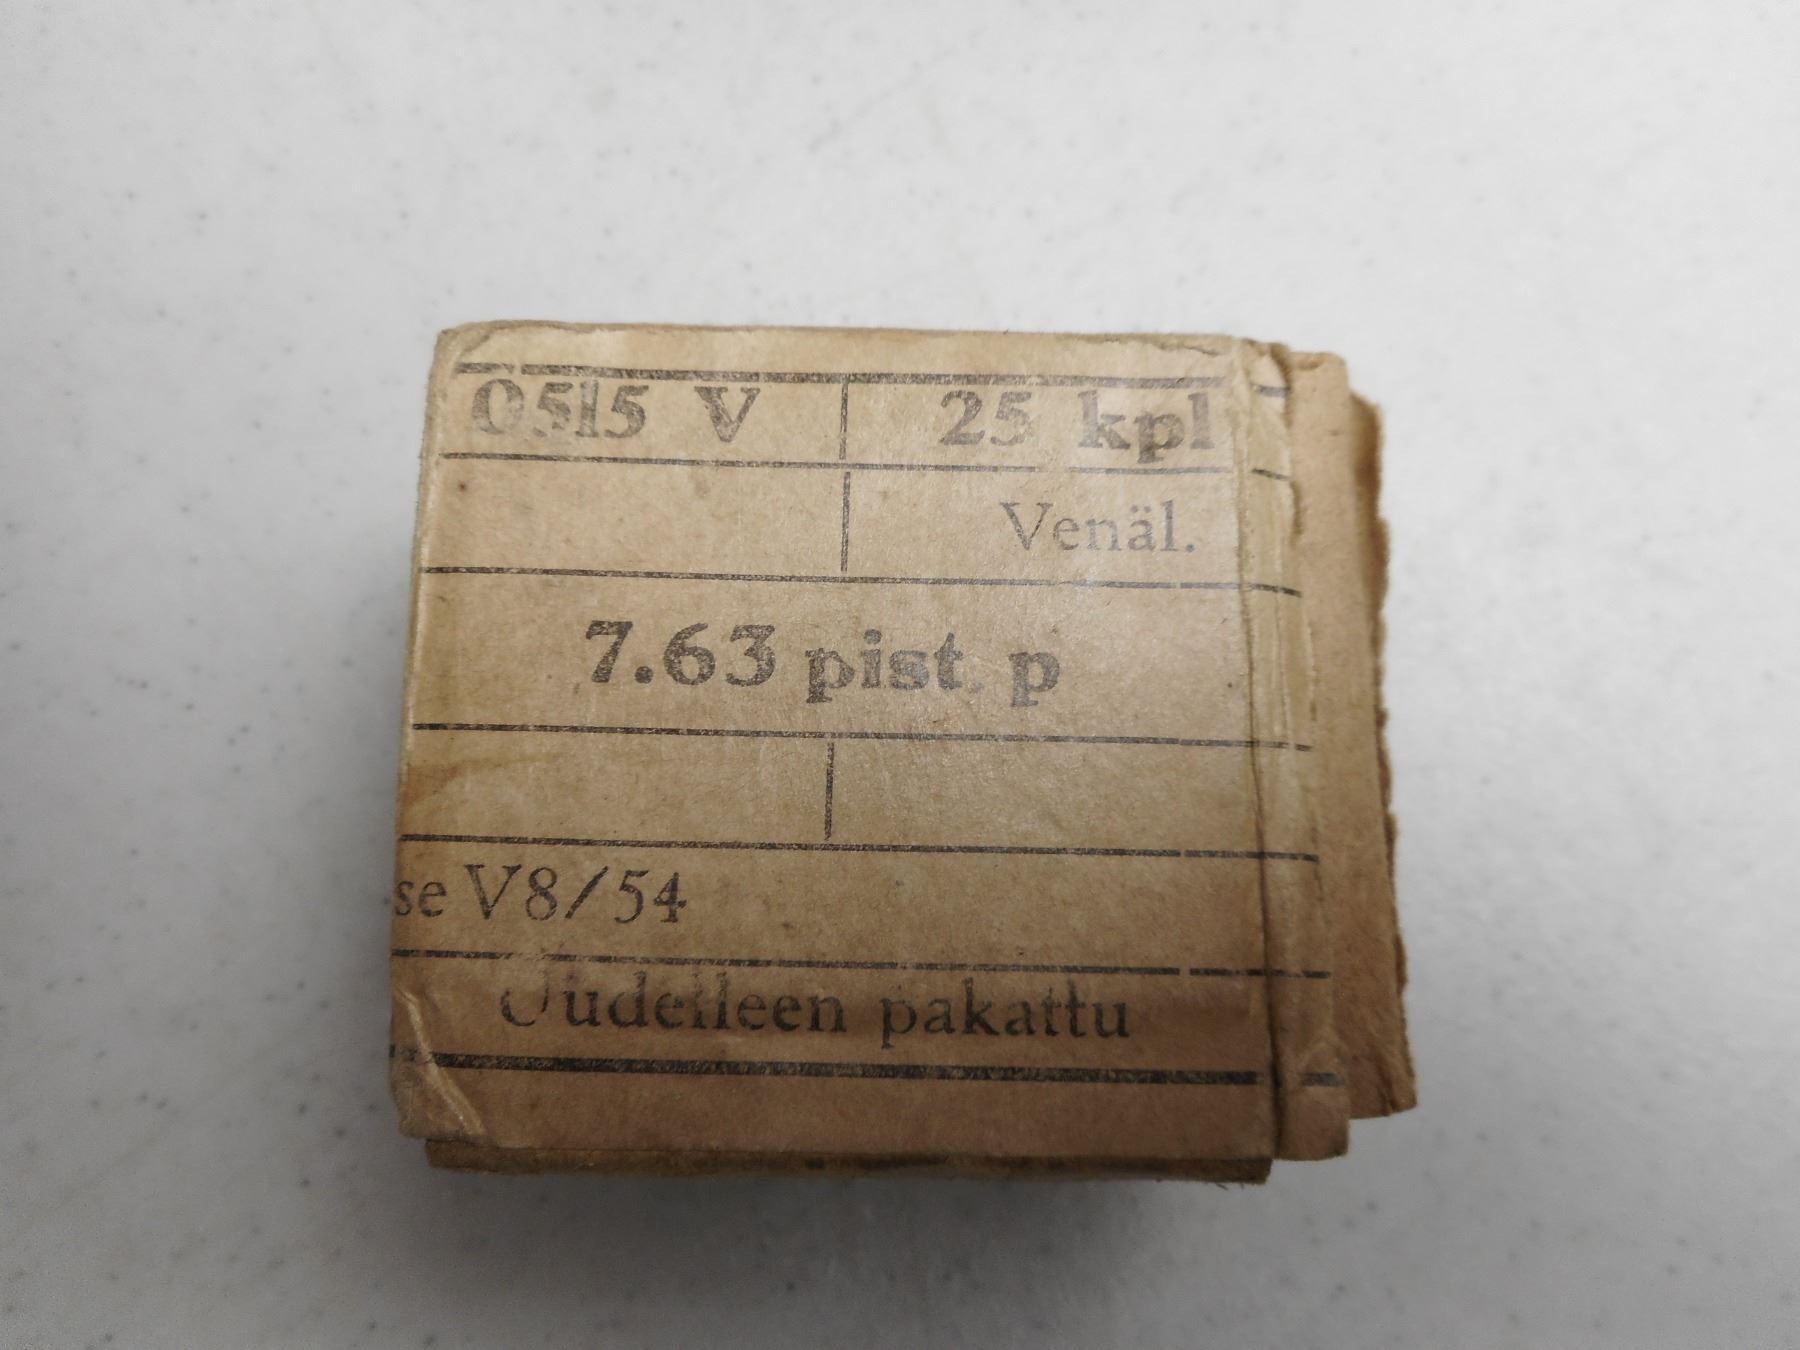 0515 V 25 kpl
Venäl.
7.63 pist. p
se V8/54
Uudelleen pakattu